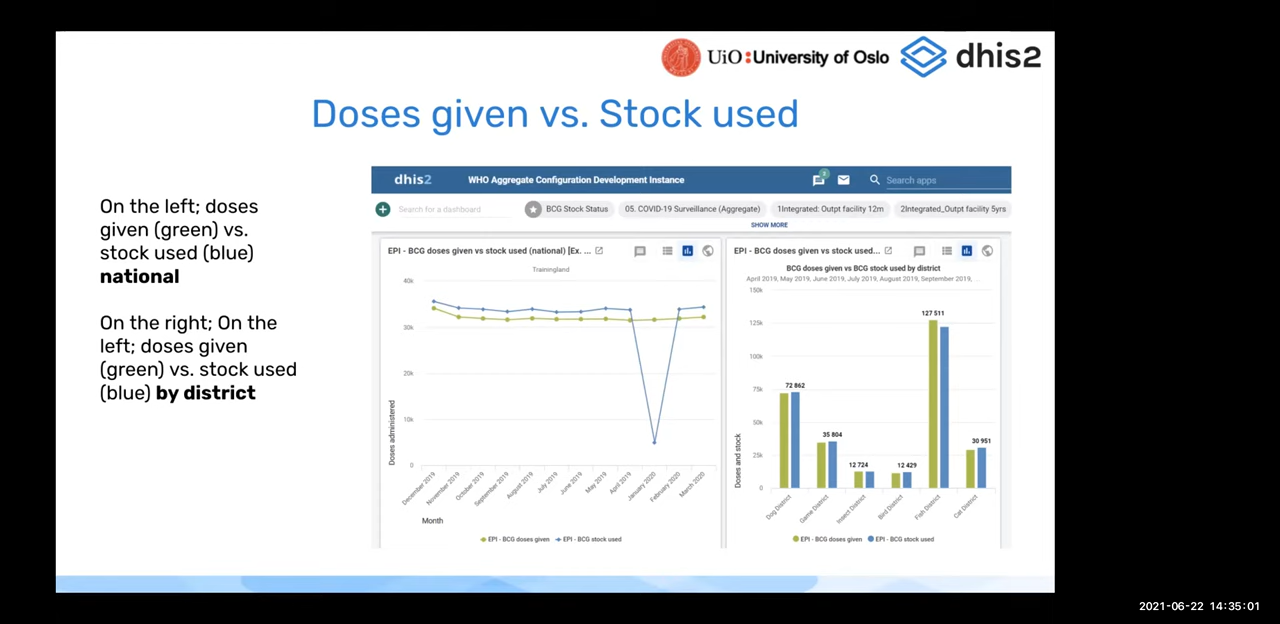 UiO:University of Oslo dhis2
Doses given vs. Stock used
On the left; doses
given (green) vs.
stock used (blue)
national
On the right; On the
left; doses given
(green) vs. stock used
(blue) by district
dhis2 WHO Aggregate Configuration Development Instance Search apps
Search for a dashboard BCG Stock Status 05. COVID-19 Surveillance (Aggregate) 1Integrated: Outpt facility 12m 2Integrated_Outpt facility 5yrs
SHOW MORE
EPI - BCG doses given vs stock used (national) [Ex. ...
Trainingland
40k
30k
20k
10k
0
Doses administered
December 2019
November 2019
October 2019
September 2019
August 2019
July 2019
June 2019
May 2019
April 2019
January 2020
February 2020
March 2020
Month
EPI - BCG doses given EPI - BCG stock used
EPI - BCG doses given vs stock used...
BCG doses given vs BCG stock used by district
April 2019, May 2019, June 2019, July 2019, August 2019, September 2019, ...
150k
125k
100k
75k
50k
25k
0
Doses and stock
72 862
35 804
12 724
12 429
127 511
30 951
Dog District
Game District
Insect District
Bird District
Fish District
Cat District
EPI - BCG doses given EPI - BCG stock used
2021-06-22 14:35:01